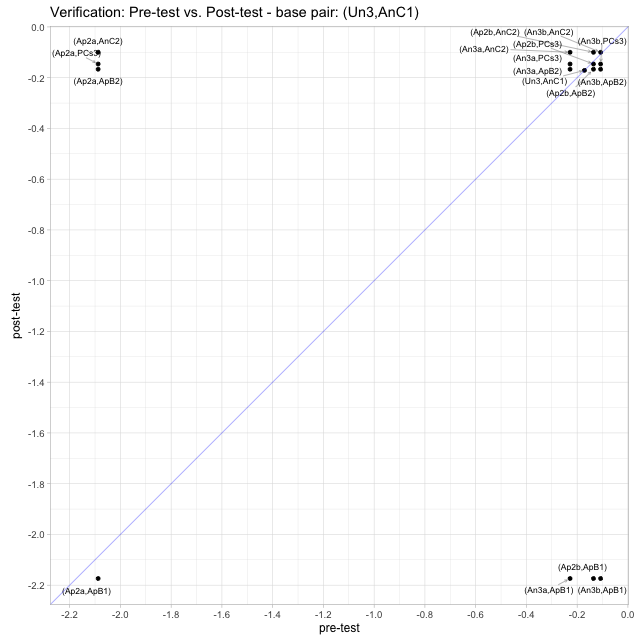 Verification: Pre-test vs. Post-test - base pair: (Un3,AnC1)
0.0
(Ap2a,AnC2)
(Ap2a,PCs3)
(Ap2a,ApB2)
(Ap2b,AnC2) (An3b,AnC2)
(An3a,AnC2) (Ap2b,PCs3) (An3b,PCs3)
(An3a,PCs3)
(An3a,ApB2)
(Un3,AnC1) (An3b,ApB2)
(Ap2b,ApB2)
-0.2
-0.4
-0.6
-0.8
-1.0
-1.2
-1.4
-1.6
-1.8
-2.0
-2.2
post-test
(Ap2b,ApB1)
(Ap2a,ApB1) (An3a,ApB1) (An3b,ApB1)
-2.2 -2.0 -1.8 -1.6 -1.4 -1.2 -1.0 -0.8 -0.6 -0.4 -0.2 0.0
pre-test